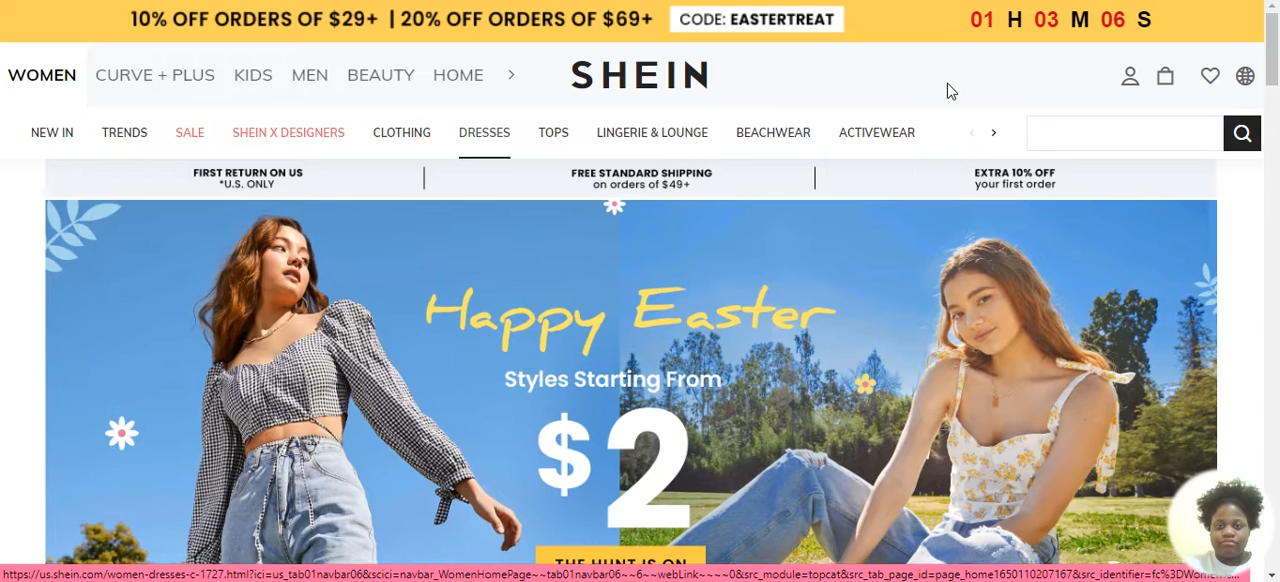 10% OFF ORDERS OF $29+ | 20% OFF ORDERS OF $69+ CODE: EASTERTREAT 01 H 03 M 06 S
WOMEN CURVE + PLUS KIDS MEN BEAUTY HOME SHEIN
NEW IN TRENDS SALE SHEIN X DESIGNERS CLOTHING DRESSES TOPS LINGERIE & LOUNGE BEACHWEAR ACTIVEWEAR
FIRST RETURN ON US
*U.S. ONLY
FREE STANDARD SHIPPING
on orders of $49+
EXTRA 10% OFF
your first order
Happy Easter
Styles Starting From
$2
THE HUNT IS ON
https://us.shein.com/women-dresses-c-1727.html?ici=us_tab01navbar06&scici=navbar_WomenHomePage~~tab01navbar06~~6~~webLink~~~~0&src_module=topcat&src_tab_page_id=page_home1650110207167&src_identifier=fc%3DWomen